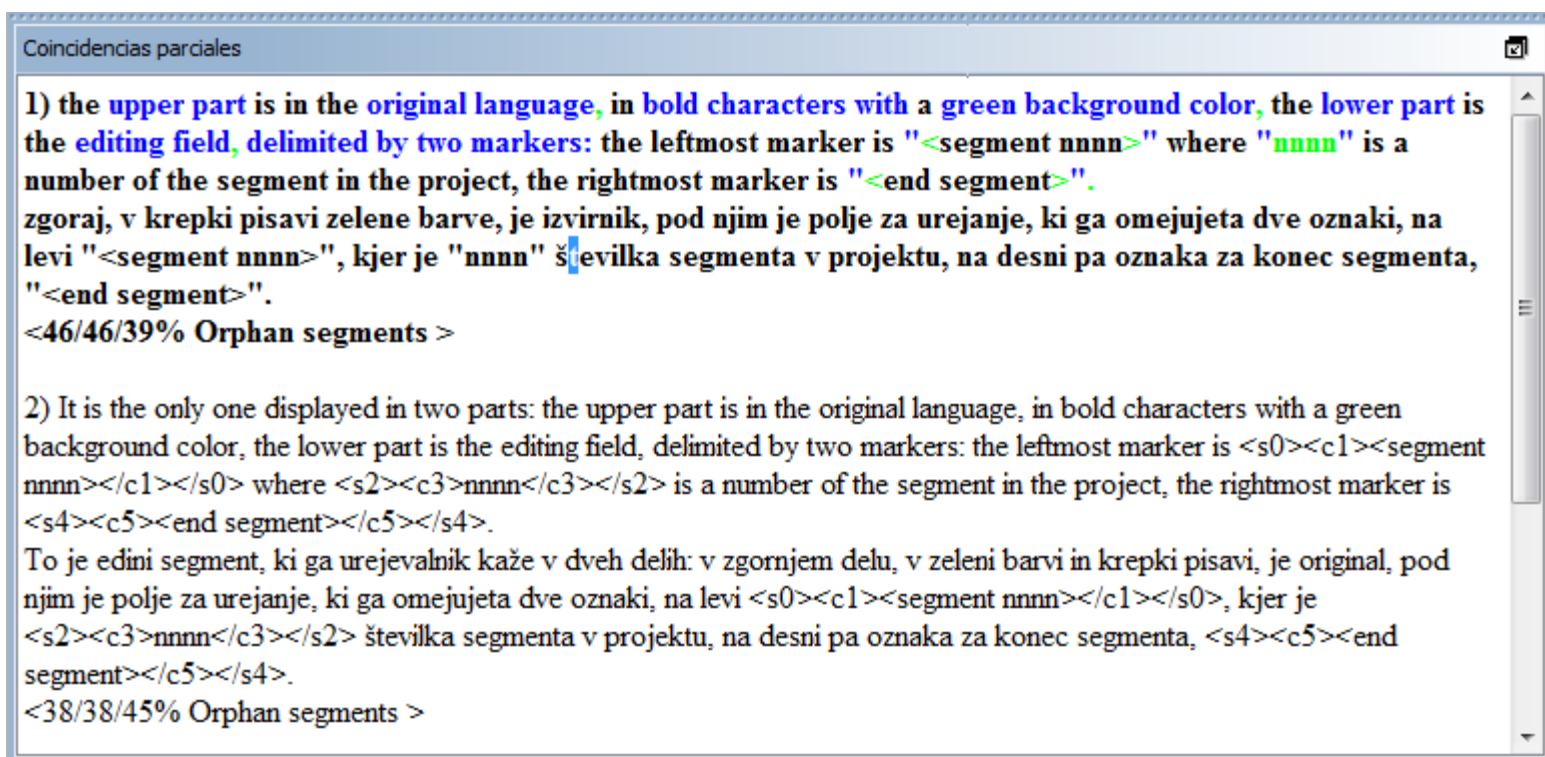 Coincidencias parciales
1) the upper part is in the original language, in bold characters with a green background color, the lower part is
the editing field, delimited by two markers: the leftmost marker is "<segment nnnn>" where "nnnn" is a
number of the segment in the project, the rightmost marker is "<end segment>".
zgoraj, v krepki pisavi zelene barve, je izvirnik, pod njim je polje za urejanje, ki ga omejujeta dve oznaki, na
levi "<segment nnnn>", kjer je "nnnn" številka segmenta v projektu, na desni pa oznaka za konec segmenta,
"<end segment>".
<46/46/39% Orphan segments >
2) It is the only one displayed in two parts: the upper part is in the original language, in bold characters with a green
background color, the lower part is the editing field, delimited by two markers: the leftmost marker is <s0><c1><segment
nnnn></c1></s0> where <s2><c3>nnnn</c3></s2> is a number of the segment in the project, the rightmost marker is
<s4><c5><end segment></c5></s4>.
To je edini segment, ki ga urejevalnik kaže v dveh delih: v zgornjem delu, v zeleni barvi in krepki pisavi, je original, pod
njim je polje za urejanje, ki ga omejujeta dve oznaki, na levi <s0><c1><segment nnnn></c1></s0>, kjer je
<s2><c3>nnnn</c3></s2> številka segmenta v projektu, na desni pa oznaka za konec segmenta, <s4><c5><end
segment></c5></s4>.
<38/38/45% Orphan segments >